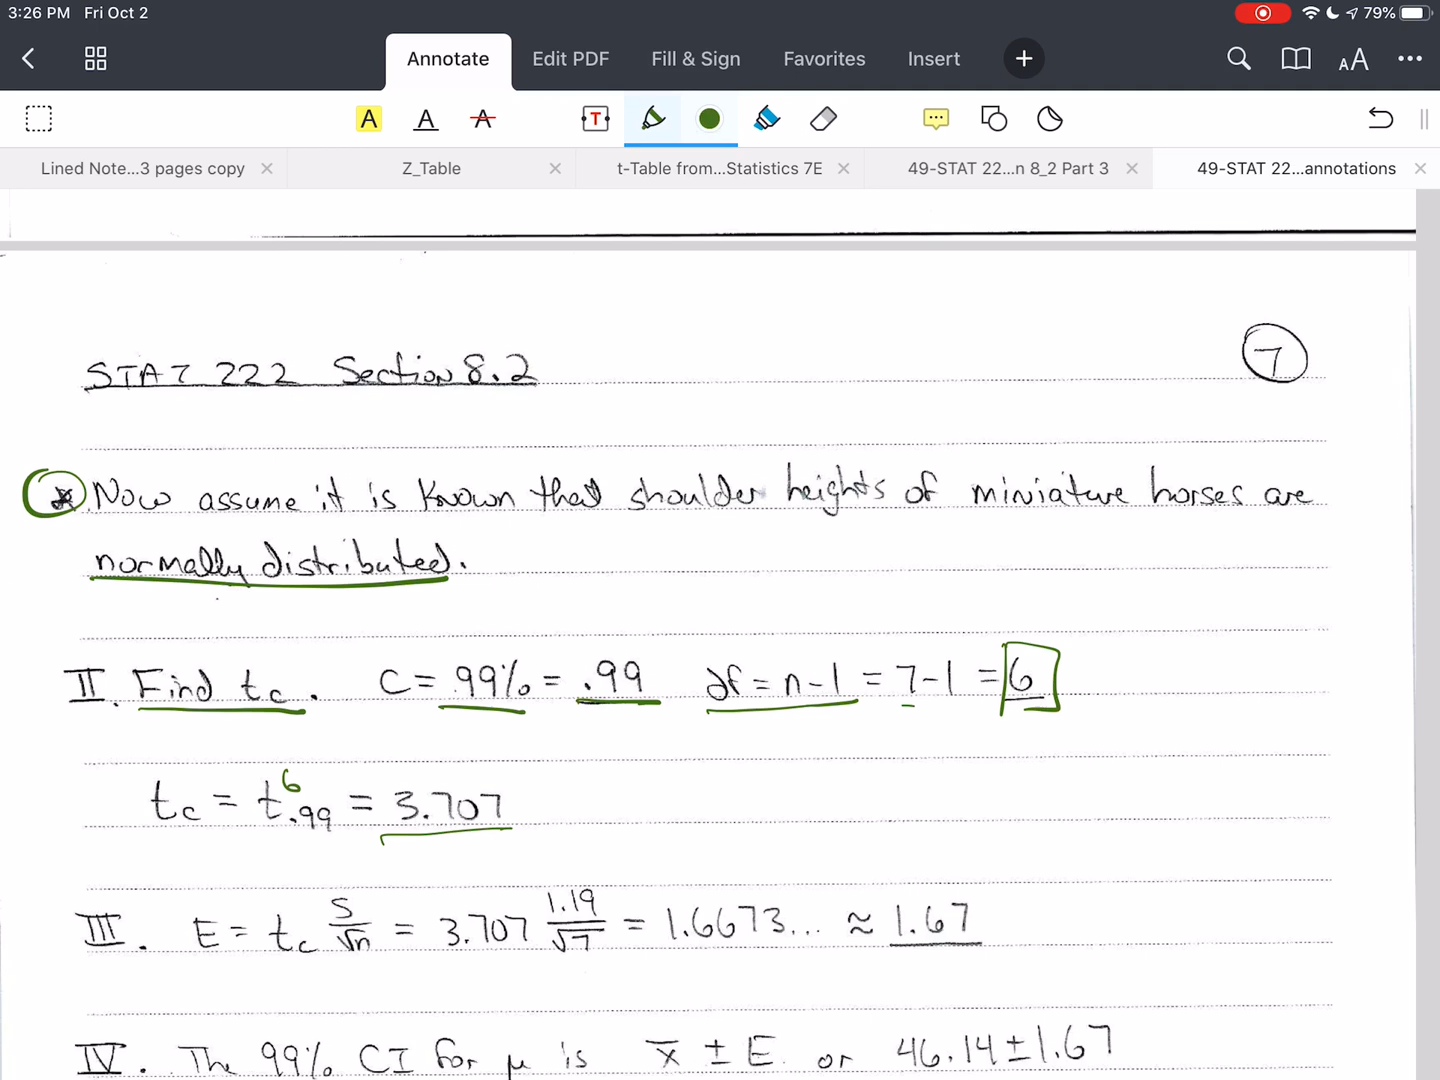 3:26 PM Fri Oct 2 79%
Annotate Edit PDF Fill & Sign Favorites Insert
A A A T AA
Lined Note...3 pages copy Z_Table t-Table from...Statistics 7E 49-STAT 22...n 8_2 Part 3 49-STAT 22...annotations
STAT 222 Section 8.2 7
* Now assume it is known that shoulder heights of miniature horses are
normally distributed.
II. Find tc. C = 99% = .99 df = n-1 = 7-1 = 6
tc = t^6_.99 = 3.707
III. E = tc s/√n = 3.707 1.19/√7 = 1.6673... ≈ 1.67
IV. The 99% CI for μ is x̄ ± E or 46.14 ± 1.67